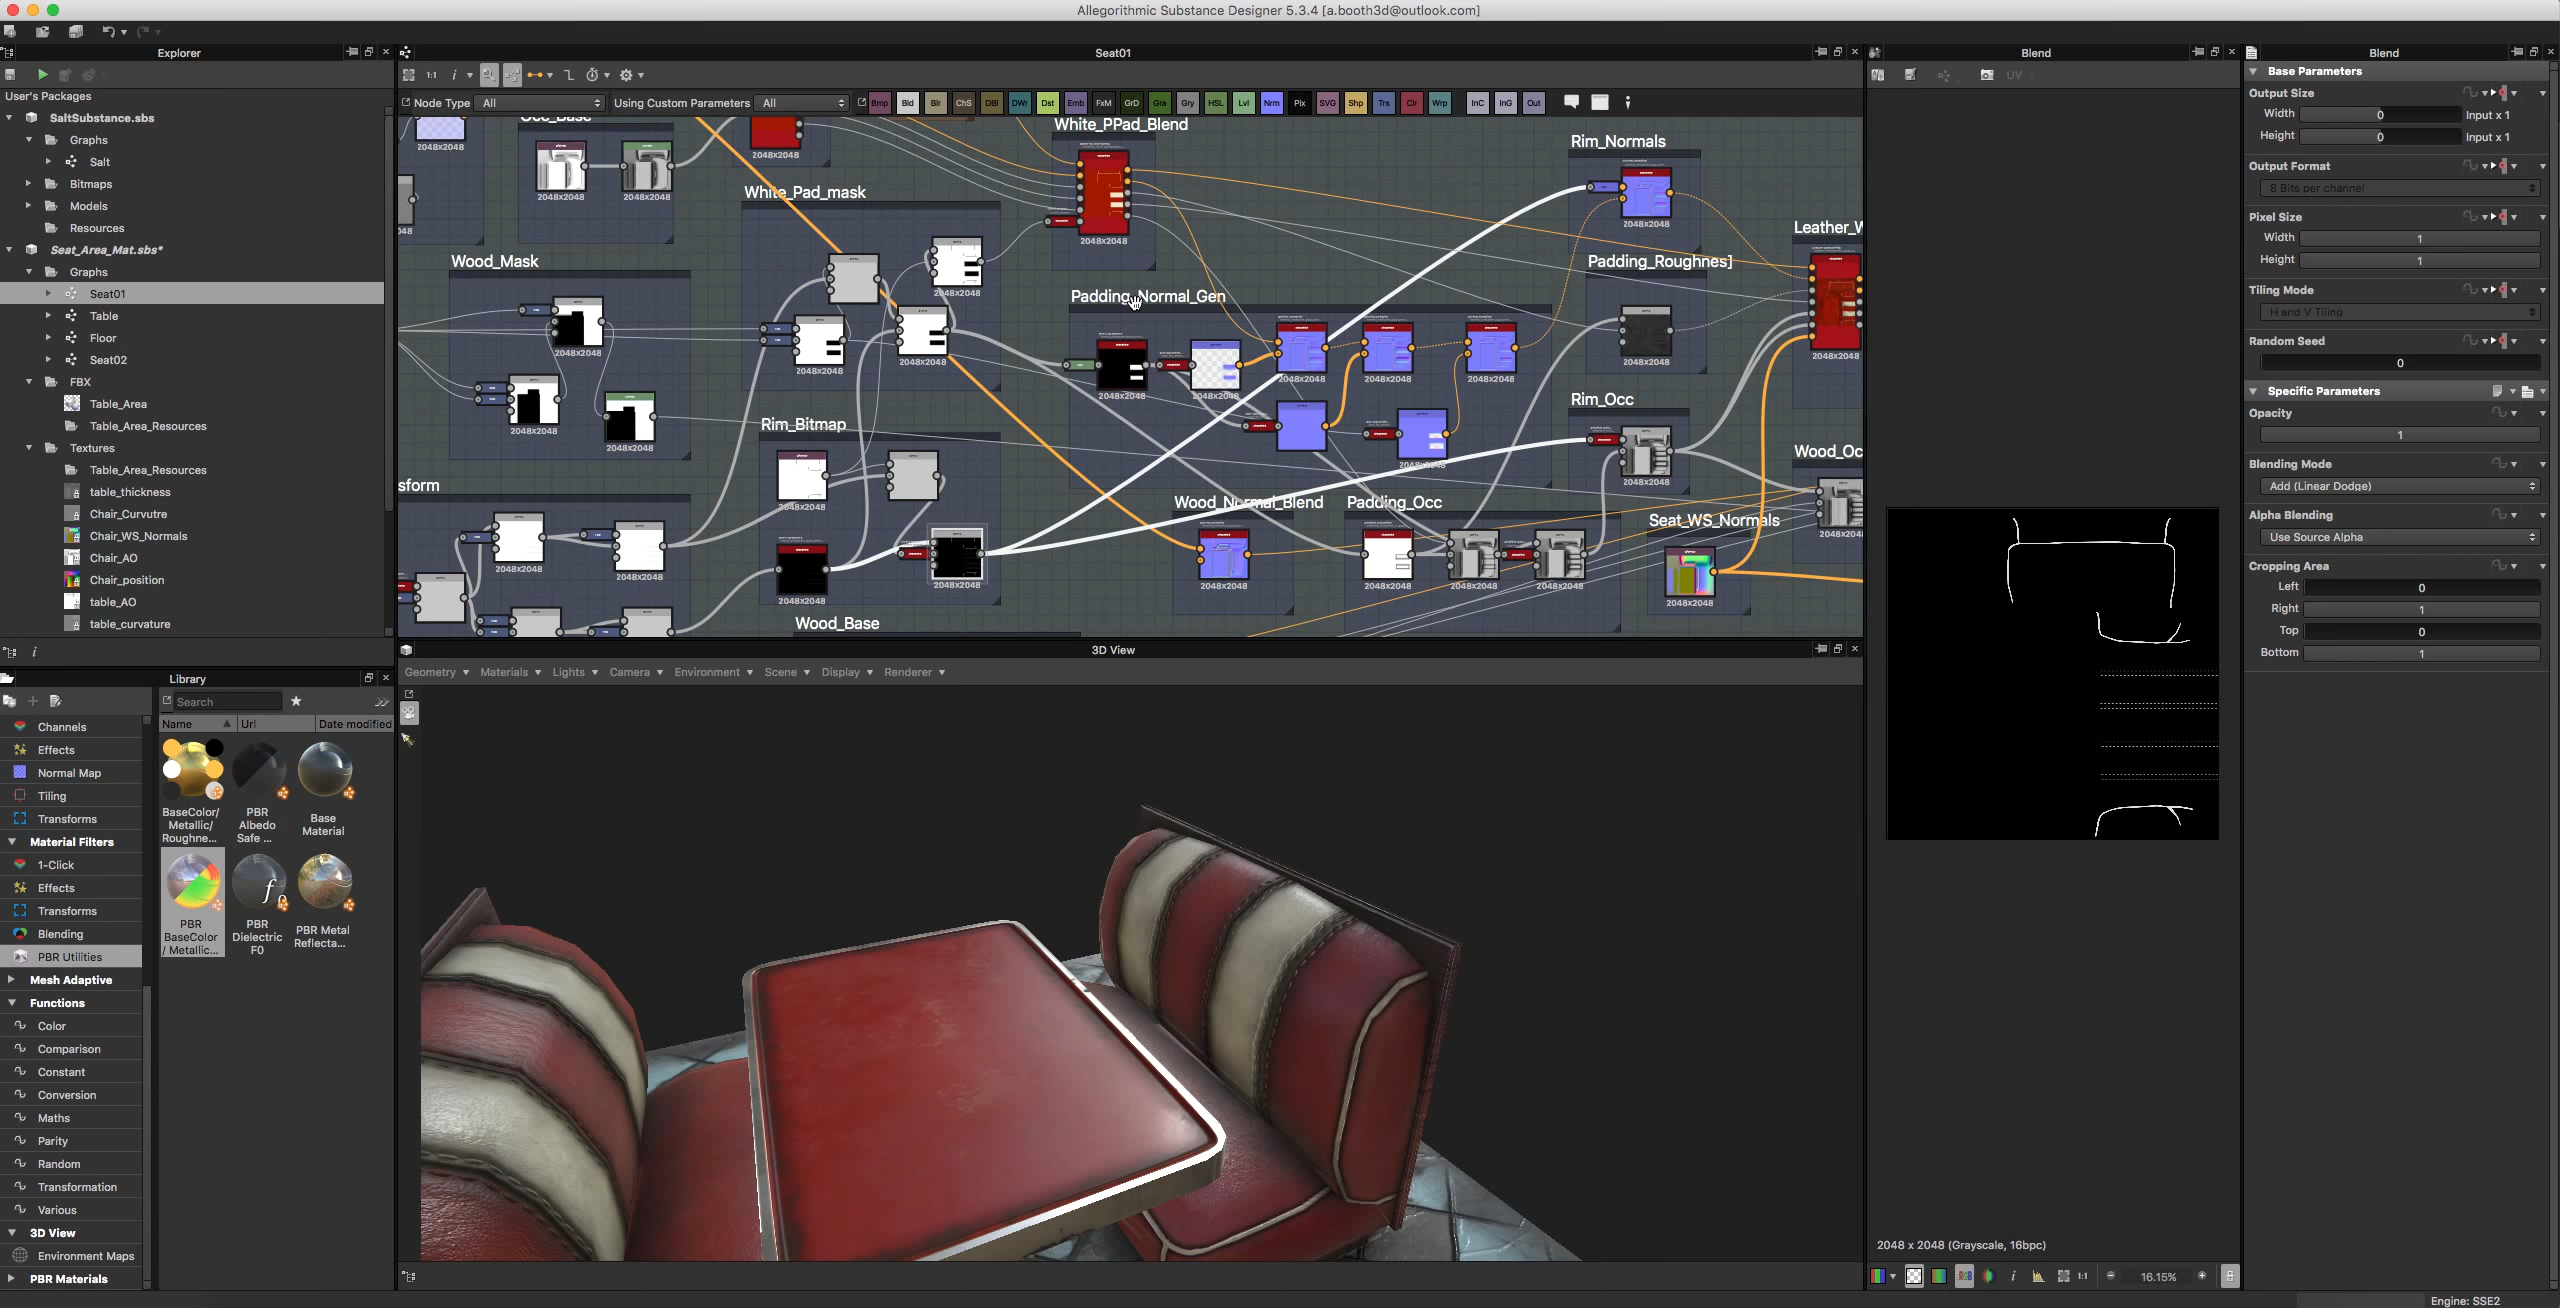 Allegorithmic Substance Designer 5.3.4 [a.booth3d@outlook.com]
Explorer
User's Packages
SaltSubstance.sbs
Graphs
Salt
Bitmaps
Models
Resources
Seat_Area_Mat.sbs*
Graphs
Seat01
Table
Floor
Seat02
FBX
Table_Area
Table_Area_Resources
Textures
Table_Area_Resources
table_thickness
Chair_Curvutre
Chair_WS_Normals
Chair_AO
Chair_position
table_AO
table_curvature
Library
Search
Name Url Date modified
Channels
Effects
Normal Map
Tiling
Transforms
Material Filters
1-Click
Effects
Transforms
Blending
PBR Utilities
Mesh Adaptive
Functions
Color
Comparison
Constant
Conversion
Maths
Parity
Random
Transformation
Various
3D View
Environment Maps
PBR Materials
BaseColor/
Metallic/
Roughne...
PBR
Albedo
Safe ...
Base
Material
PBR
BaseColor
/ Metallic...
PBR
Dielectric
F0
PBR Metal
Reflecta...
Seat01
1:1
Node Type All Using Custom Parameters All
Bmp Bld Blr ChS DBl DWr Dst Emb FxM GrD Gra Gry HSL Lvl Nrm Pix SVG Shp Trs Clr Wrp InC InG Out
White_PPad_Blend
Rim_Normals
White_Pad_mask
Leather_W
Wood_Mask
Padding_Roughnes]
Padding_Normal_Gen
Rim_Occ
Rim_Bitmap
Wood_Oc
sform
Wood_Normal_Blend
Padding_Occ
Seat_WS_Normals
Wood_Base
2048x2048
3D View
Geometry Materials Lights Camera Environment Scene Display Renderer
Blend
UV
2048 x 2048 (Grayscale, 16bpc)
1:1
16.15%
Blend
Base Parameters
Output Size
Width 0 Input x 1
Height 0 Input x 1
Output Format
8 Bits per channel
Pixel Size
Width 1
Height 1
Tiling Mode
H and V Tiling
Random Seed
0
Specific Parameters
Opacity
1
Blending Mode
Add (Linear Dodge)
Alpha Blending
Use Source Alpha
Cropping Area
Left 0
Right 1
Top 0
Bottom 1
Engine: SSE2